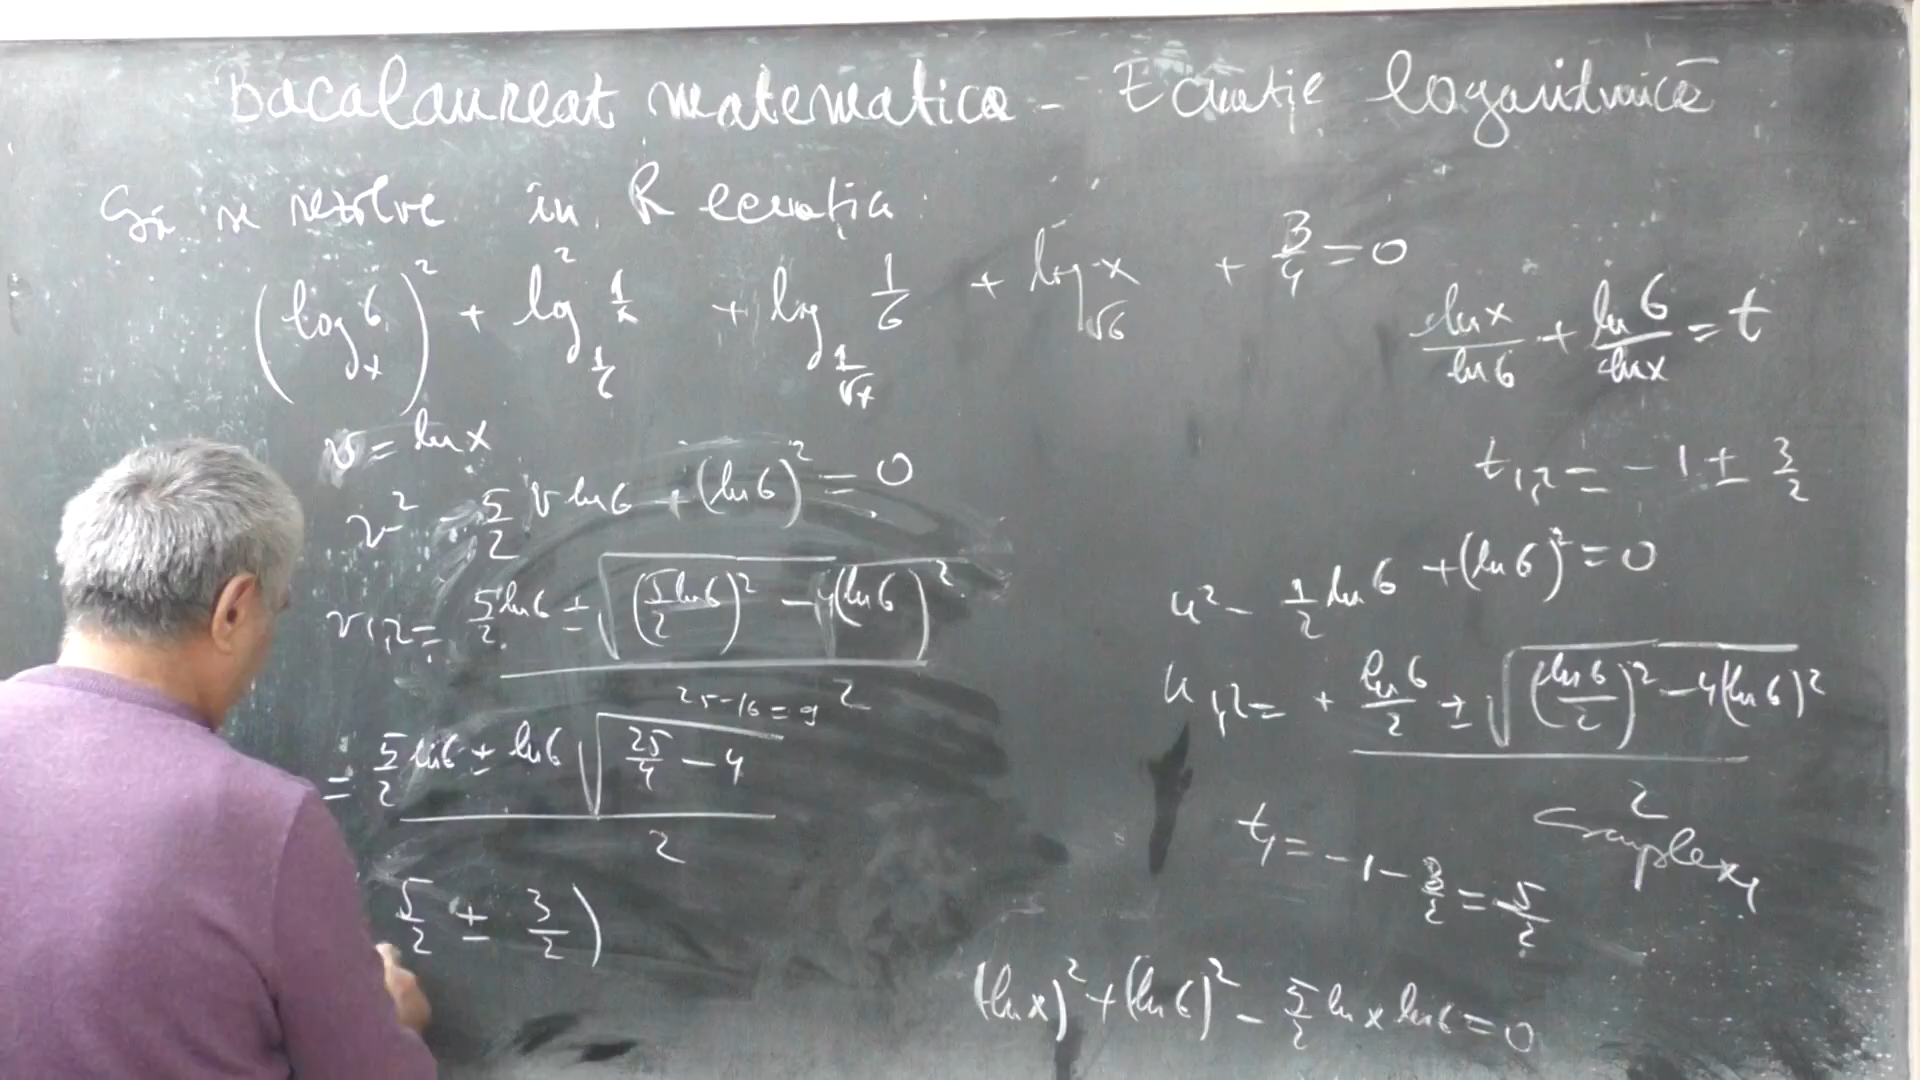 Bacalaureat matematica - Ecuatie logaritmică
Să se rezolve in R ecuatia
(log_x 6)² + log²_{1/6} 1/x + log_{1/√x} 1/6 + log_{√6} x + 3/4 = 0
ln x/ln 6 + ln 6/ln x = t
v = ln x
v² - 5/2 v ln 6 + (ln 6)² = 0
v_{1,2} = (5/2 ln 6 ± √((5/2 ln 6)² - 4(ln 6)²))/2
25-16=9
= (5/2 ln 6 ± ln 6 √(25/4 - 4))/2
5/2 ± 3/2)
t_{1,2} = -1 ± 3/2
u² - 1/2 ln 6 + (ln 6)² = 0
u_{1,2} = (+ ln 6/2 ± √((ln 6/2)² - 4(ln 6)²))/2
complex
t_1 = -1 - 3/2 = -5/2
(ln x)² + (ln 6)² - 5/2 ln x ln 6 = 0